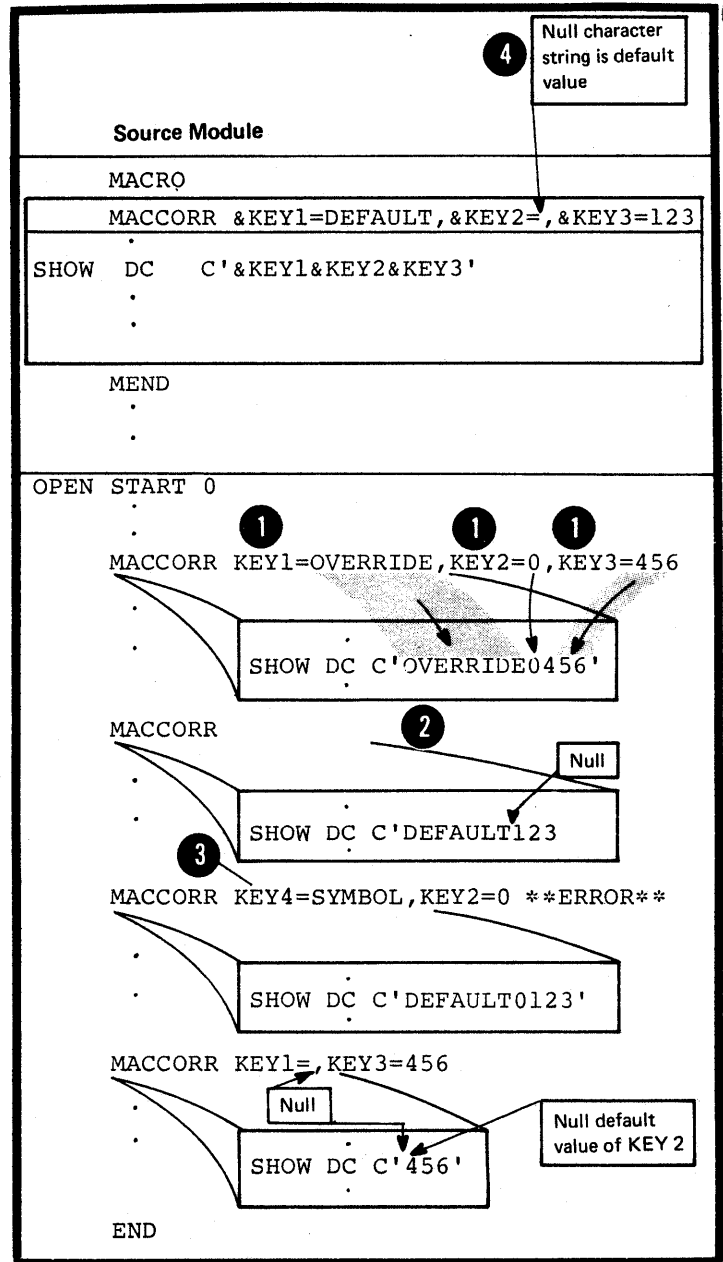 4
Null character
string is default
value
Source Module
MACRO
MACCORR &KEY1=DEFAULT,&KEY2=,&KEY3=123
.
SHOW DC C'&KEY1&KEY2&KEY3'
.
.
MEND
.
.
OPEN START 0
.
.
1 1 1
MACCORR KEY1=OVERRIDE,KEY2=0,KEY3=456
.
.
.
SHOW DC C'OVERRIDE0456'
.
MACCORR
2
Null
.
.
.
SHOW DC C'DEFAULT123
.
3
MACCORR KEY4=SYMBOL,KEY2=0 **ERROR**
.
.
.
SHOW DC C'DEFAULT0123'
.
MACCORR KEY1=,KEY3=456
.
.
Null
Null default
value of KEY 2
.
SHOW DC C'456'
.
END